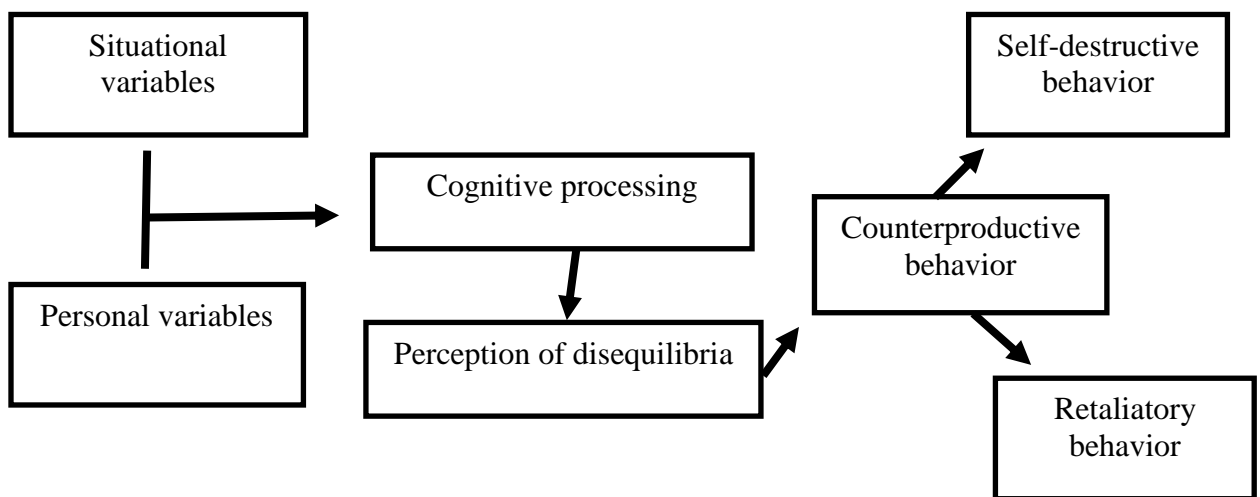 Situational
variables
Personal variables
Cognitive processing
Perception of disequilibria
Counterproductive
behavior
Self-destructive
behavior
Retaliatory
behavior